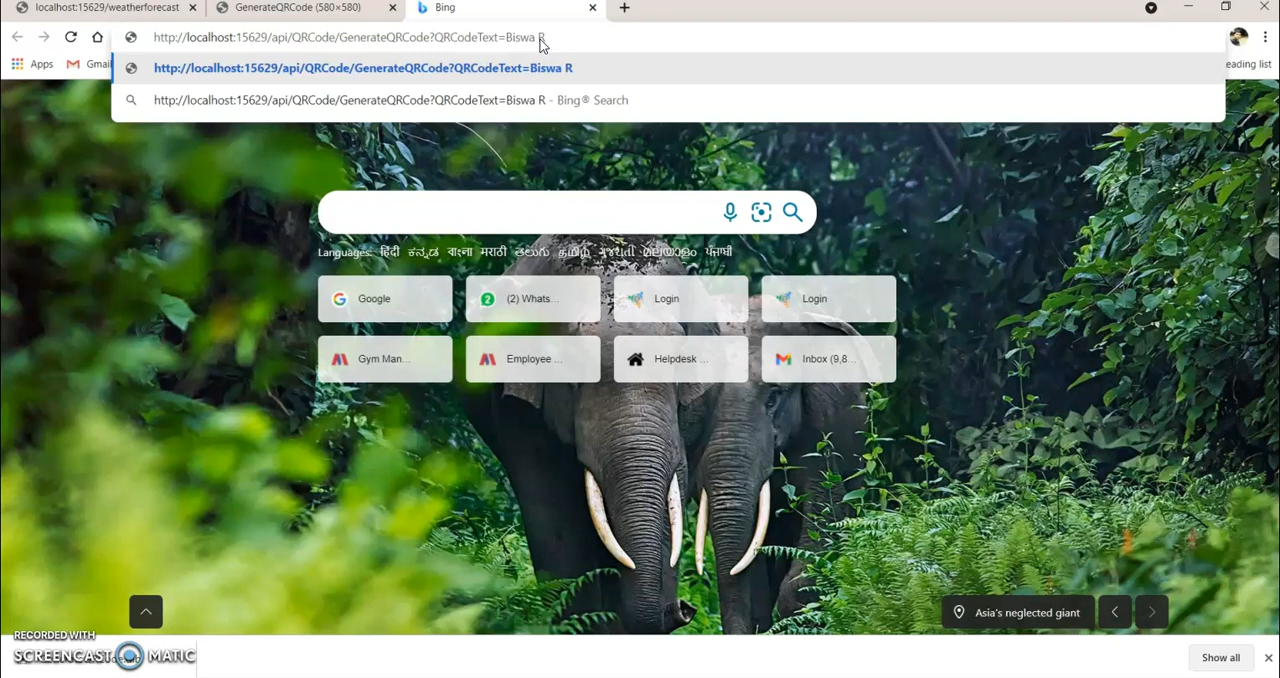 localhost:15629/weatherforecast
GenerateQRCode (580×580)
Bing
http://localhost:15629/api/QRCode/GenerateQRCode?QRCodeText=Biswa R
Apps
Gmail
eading list
http://localhost:15629/api/QRCode/GenerateQRCode?QRCodeText=Biswa R
http://localhost:15629/api/QRCode/GenerateQRCode?QRCodeText=Biswa R - Bing® Search
Languages: हिंदी ಕನ್ನಡ বাংলা मराठी తెలుగు தமிழ் ગુજરાતી മലയാളം ਪੰਜਾਬੀ
Google
(2) Whats...
Login
Login
Gym Man...
Employee ...
Helpdesk ...
Inbox (9,8...
Asia's neglected giant
RECORDED WITH
SCREENCAST MATIC
Show all